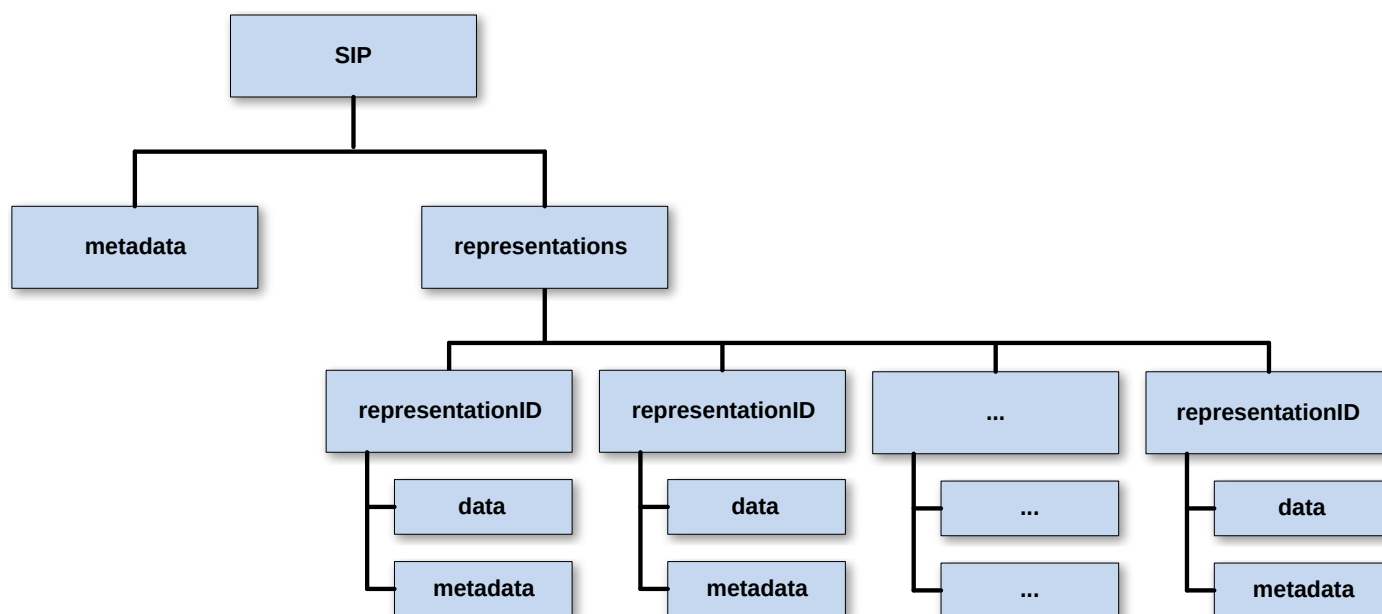 SIP
metadata
representations
representationID
representationID
...
representationID
data
data
...
data
metadata
metadata
...
metadata